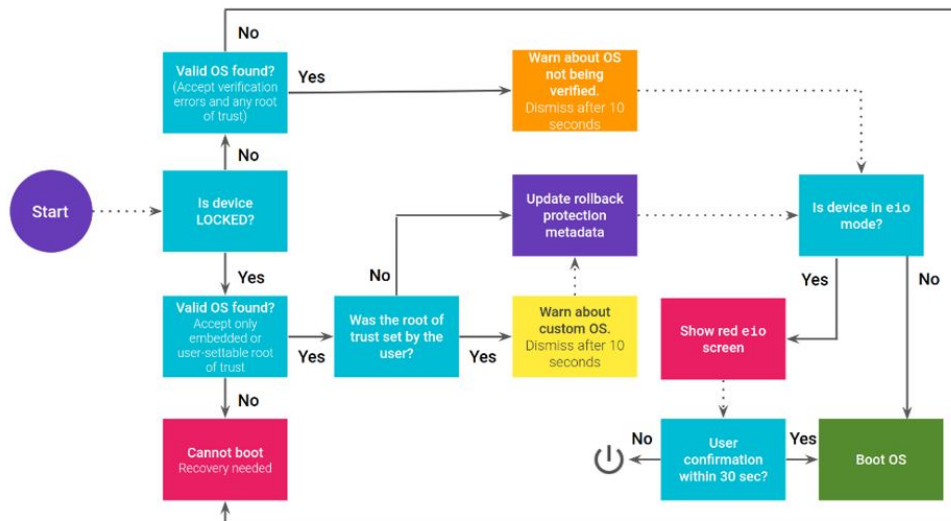 No
Valid OS found?
(Accept verification
errors and any root
of trust)
Yes
Warn about OS
not being
verified.
Dismiss after 10
seconds
No
Start
Is device
LOCKED?
Update rollback
protection
metadata
Is device in eio
mode?
Yes
No
Yes
No
Valid OS found?
Accept only
embedded or
user-settable root
of trust
Yes
Was the root of
trust set by the
user?
Yes
Warn about
custom OS.
Dismiss after 10
seconds
Show red eio
screen
No
Cannot boot
Recovery needed
No
User
confirmation
within 30 sec?
Yes
Boot OS